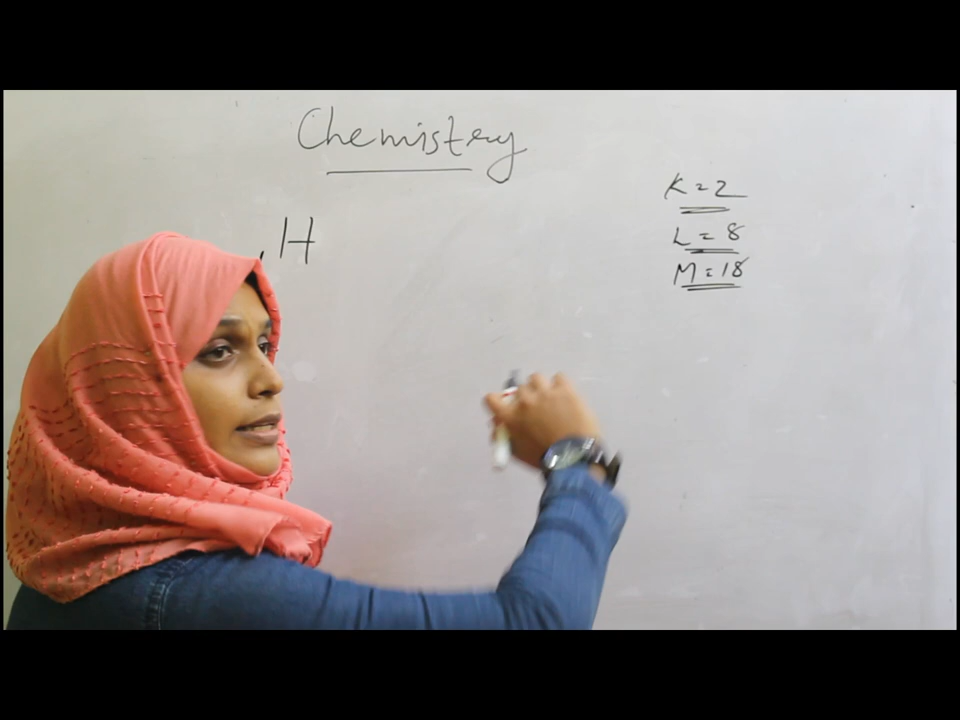 Chemistry
H
K = 2
L = 8
M = 18